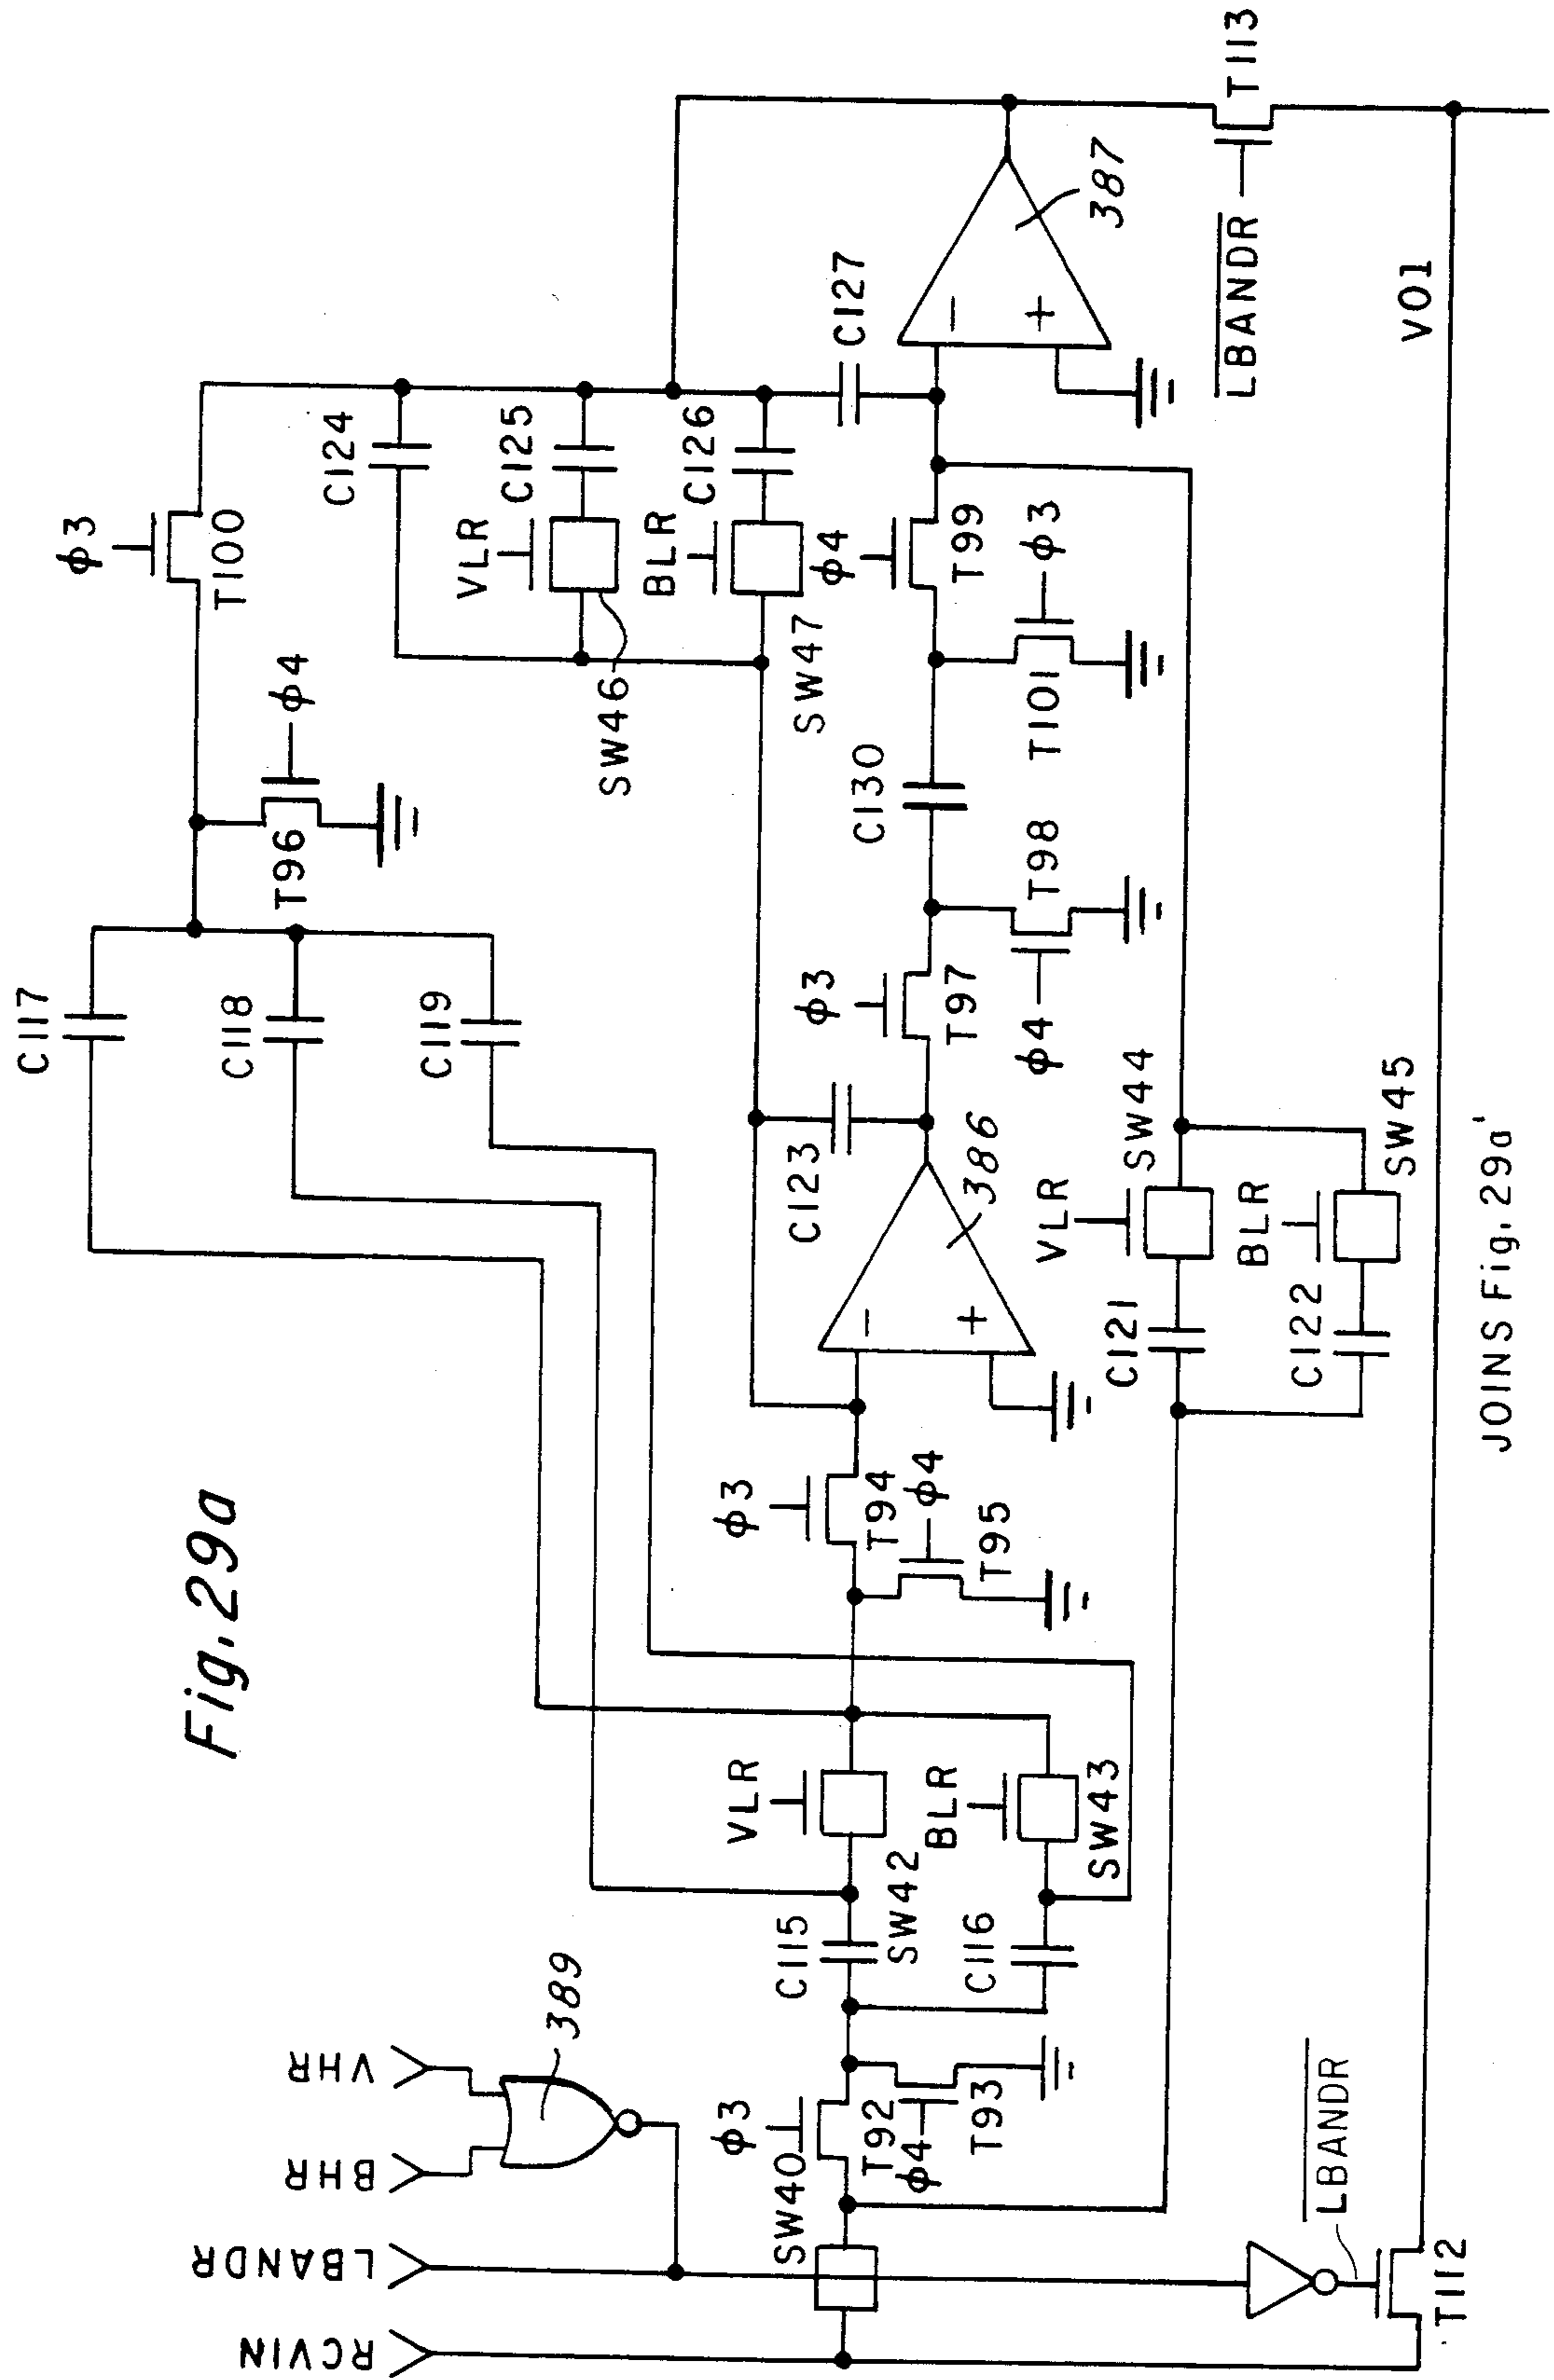 Fig. 29a
RCVIN
LBANDR
BHR
VHR
389
SW40
φ3
T92
φ4
T93
C115
SW42
VLR
C116
BLR
SW43
C117
C118
C119
φ3
T94
φ4
T95
T96
φ4
φ3
T100
C123
386
−
+
φ3
T97
φ4
T98
C130
T101
φ3
φ4
T99
C124
VLR
C125
SW46
BLR
C126
SW47
C127
−
+
387
C121
VLR
SW44
C122
BLR
SW45
LBANDR
T112
LBANDR
T113
VO1
JOINS Fig. 29a'